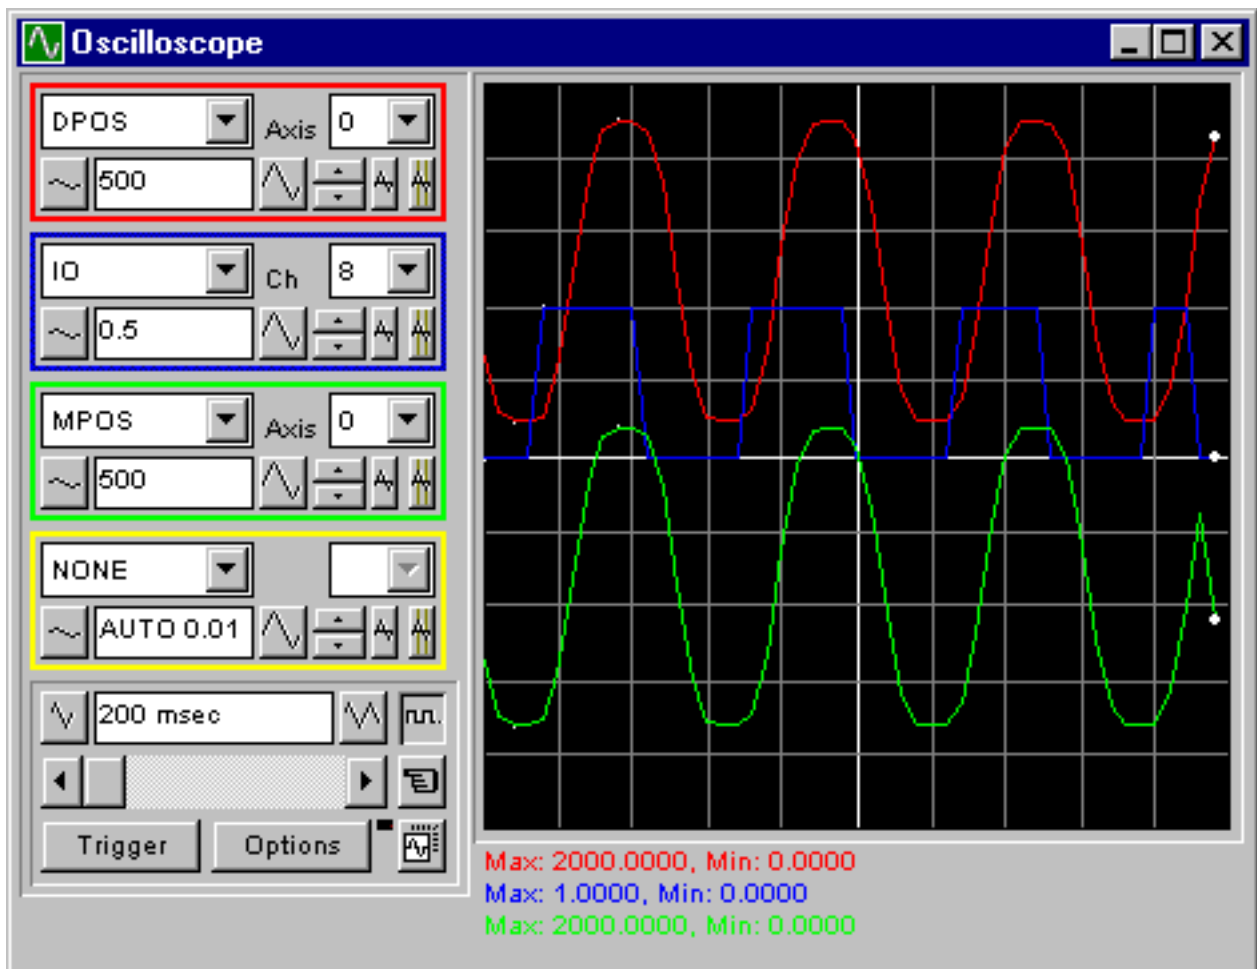 Oscilloscope
DPOS Axis 0
500
IO Ch 8
0.5
MPOS Axis 0
500
NONE
AUTO 0.01
200 msec
Trigger Options
Max: 2000.0000, Min: 0.0000
Max: 1.0000, Min: 0.0000
Max: 2000.0000, Min: 0.0000